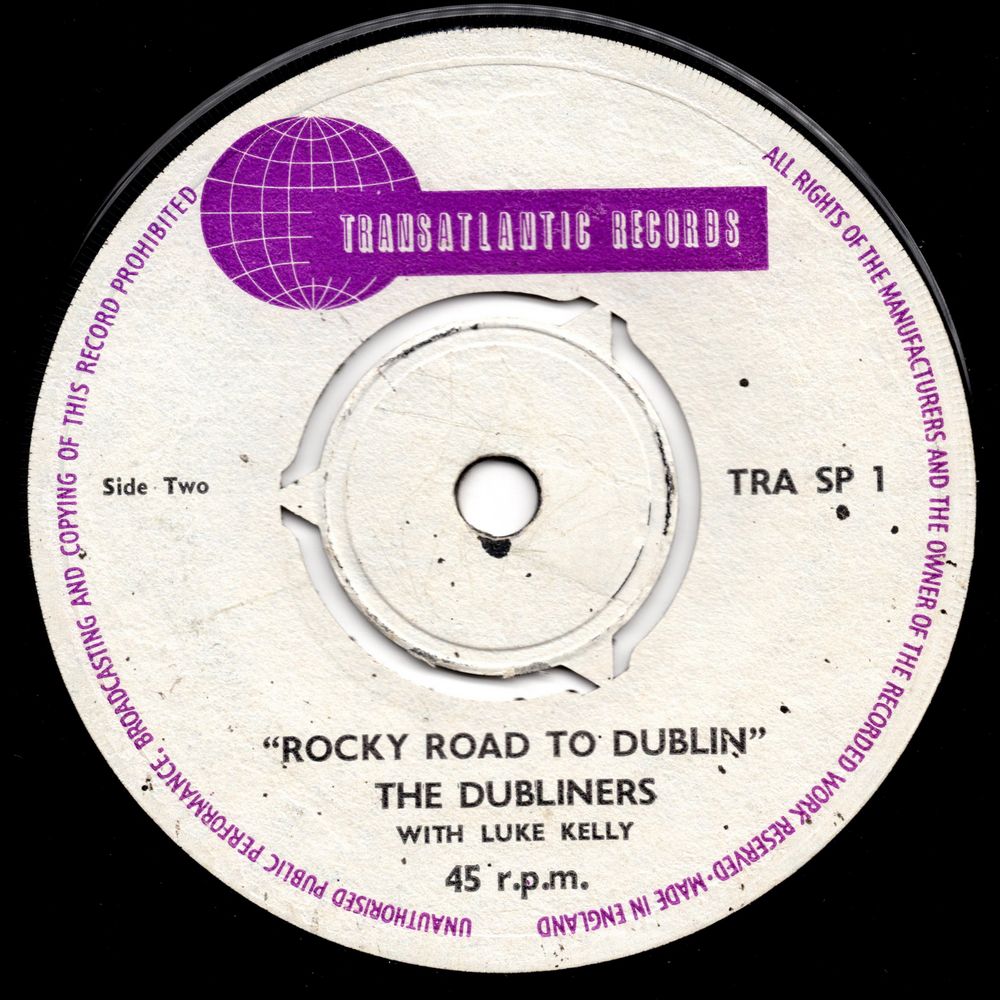 TRANSATLANTIC RECORDS
ALL RIGHTS OF THE MANUFACTURERS AND THE OWNER OF THE RECORDED WORK RESERVED · MADE IN ENGLAND
UNAUTHORISED PUBLIC PERFORMANCE, BROADCASTING AND COPYING OF THIS RECORD PROHIBITED
Side Two
TRA SP 1
“ROCKY ROAD TO DUBLIN”
THE DUBLINERS
WITH LUKE KELLY
45 r.p.m.